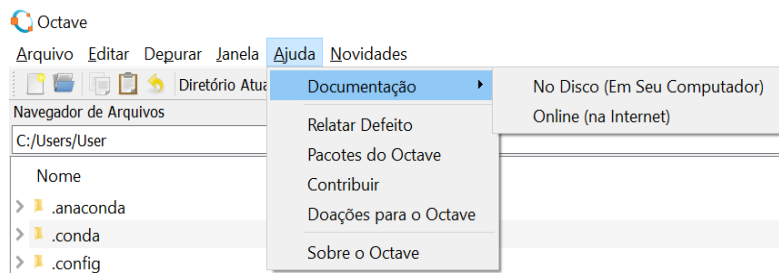 Octave
Arquivo Editar Depurar Janela Ajuda Novidades
Diretório Atua
Documentação
No Disco (Em Seu Computador)
Online (na Internet)
Navegador de Arquivos
C:/Users/User
Relatar Defeito
Pacotes do Octave
Contribuir
Doações para o Octave
Sobre o Octave
Nome
.anaconda
.conda
.config